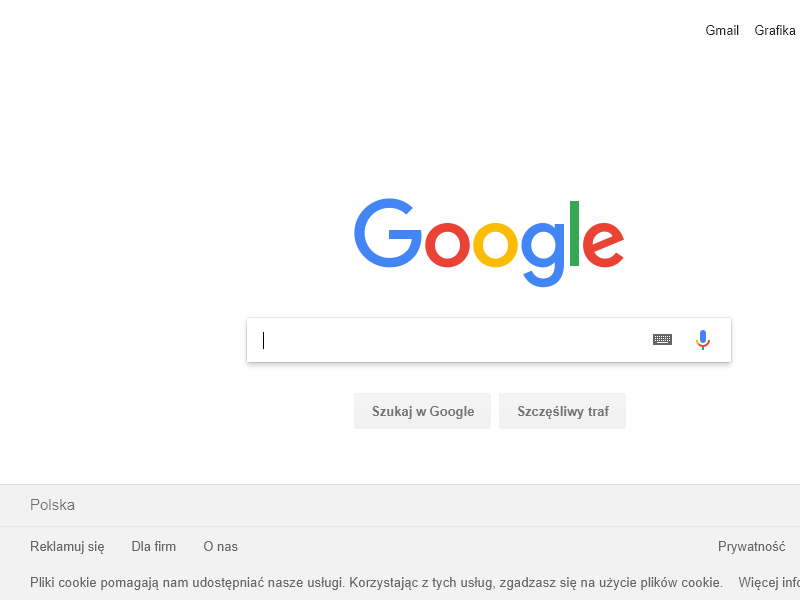 Gmail Grafika
Google
Szukaj w Google Szczęśliwy traf
Polska
Reklamuj się Dla firm O nas Prywatność
Pliki cookie pomagają nam udostępniać nasze usługi. Korzystając z tych usług, zgadzasz się na użycie plików cookie. Więcej info